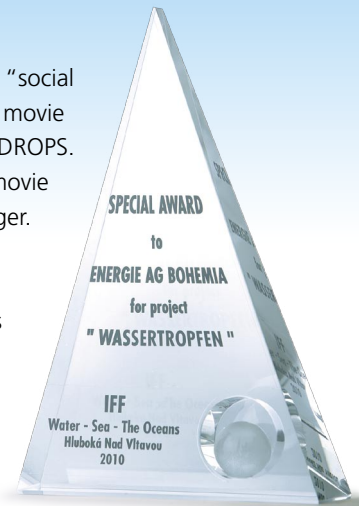 “social
movie
DROPS.
movie
ger.
s
SPECIAL AWARD
to
ENERGIE AG BOHEMIA
for project
" WASSERTROPFEN "
IFF
Water - Sea - The Oceans
Hluboká Nad Vltavou
2010